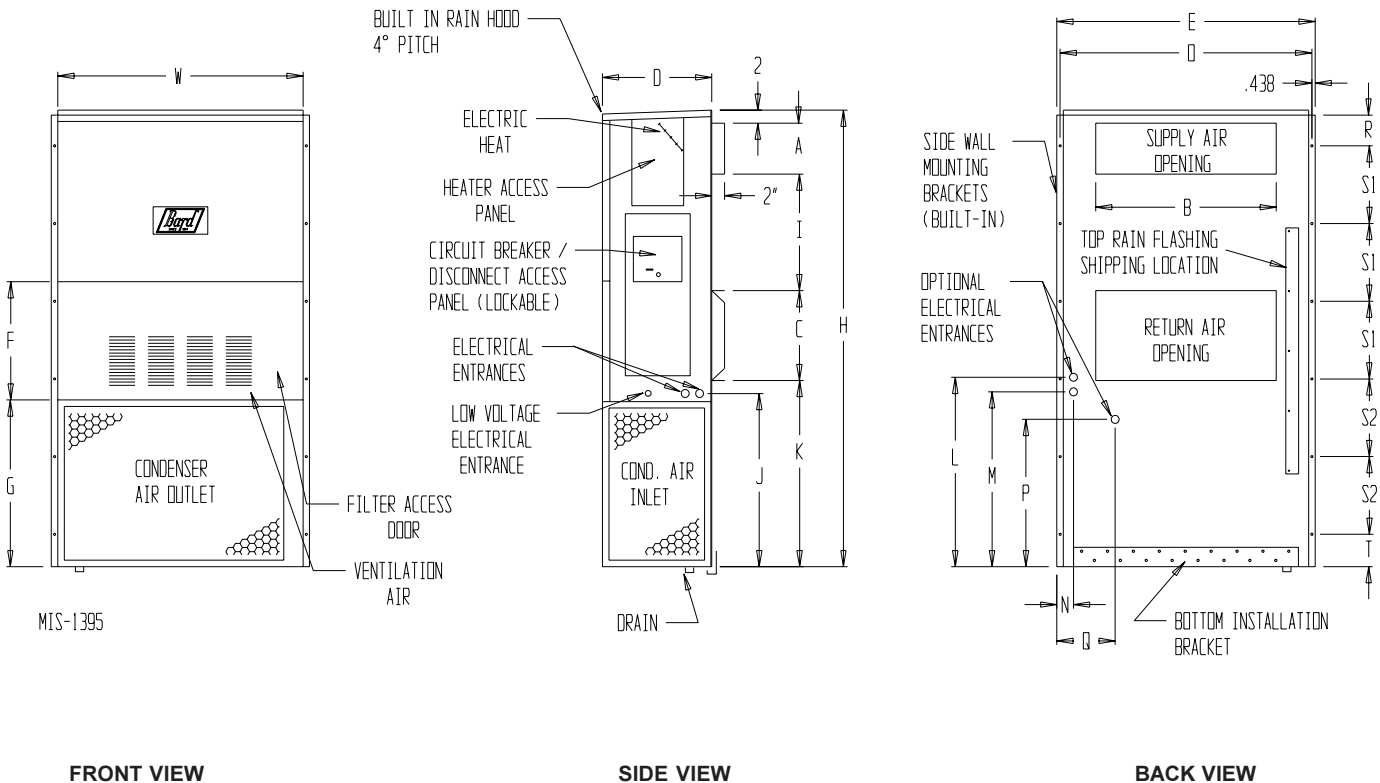 BUILT IN RAIN HOOD
4° PITCH
W
F
G
CONDENSER
AIR OUTLET
Bard
FILTER ACCESS
DOOR
VENTILATION
AIR
MIS-1395
D
2
ELECTRIC
HEAT
HEATER ACCESS
PANEL
CIRCUIT BREAKER /
DISCONNECT ACCESS
PANEL (LOCKABLE)
ELECTRICAL
ENTRANCES
LOW VOLTAGE
ELECTRICAL
ENTRANCE
COND. AIR
INLET
DRAIN
A
2"
I
C
H
J
K
E
O
.438
SIDE WALL
MOUNTING
BRACKETS
(BUILT-IN)
SUPPLY AIR
OPENING
B
TOP RAIN FLASHING
SHIPPING LOCATION
OPTIONAL
ELECTRICAL
ENTRANCES
RETURN AIR
OPENING
R
S1
S1
S1
S2
S2
T
L
M
P
N
Q
BOTTOM INSTALLATION
BRACKET
FRONT VIEW
SIDE VIEW
BACK VIEW